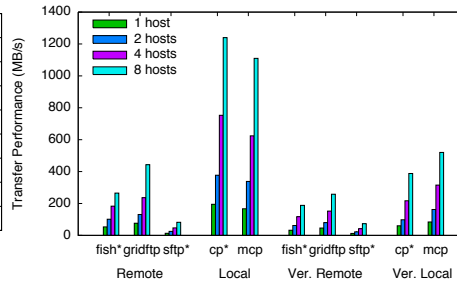 Transfer Performance (MB/s)
1400
1200
1000
800
600
400
200
0
1 host
2 hosts
4 hosts
8 hosts
fish* gridftp sftp* cp* mcp fish* gridftp sftp* cp* mcp
Remote Local Ver. Remote Ver. Local